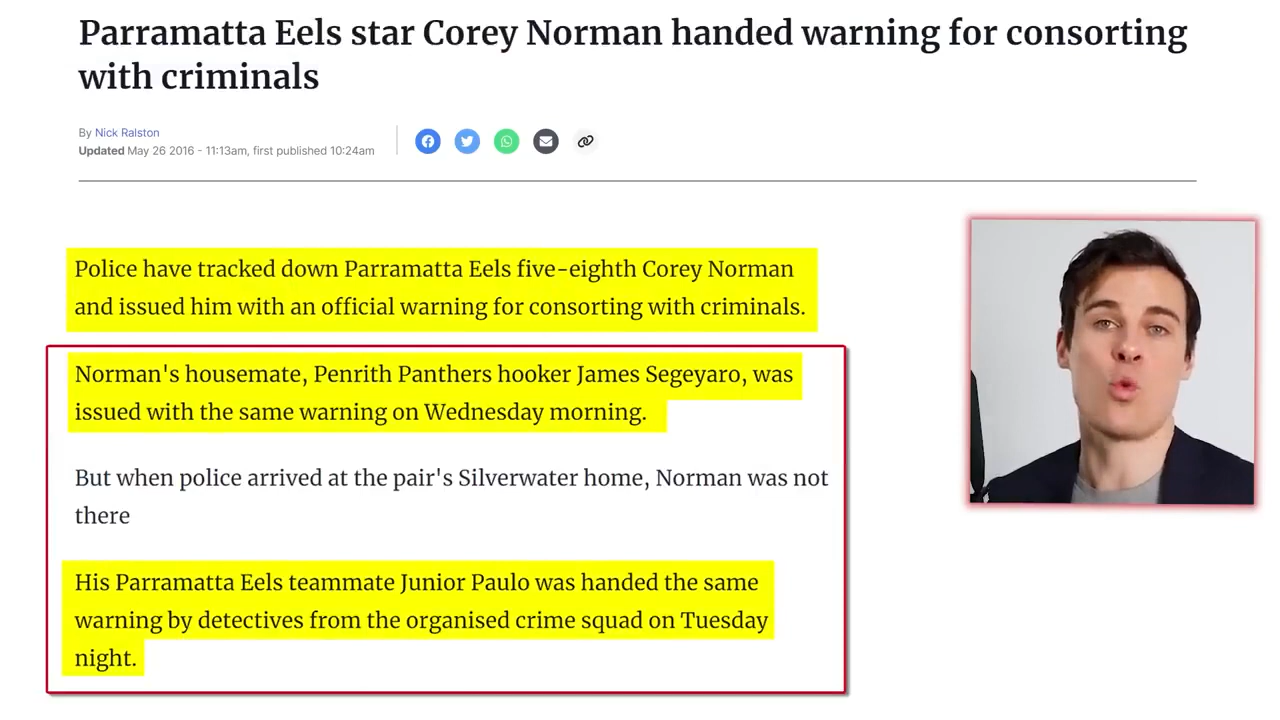 Parramatta Eels star Corey Norman handed warning for consorting
with criminals
By Nick Ralston
Updated May 26 2016 - 11:13am, first published 10:24am
Police have tracked down Parramatta Eels five-eighth Corey Norman
and issued him with an official warning for consorting with criminals.
Norman's housemate, Penrith Panthers hooker James Segeyaro, was
issued with the same warning on Wednesday morning.
But when police arrived at the pair's Silverwater home, Norman was not
there
His Parramatta Eels teammate Junior Paulo was handed the same
warning by detectives from the organised crime squad on Tuesday
night.